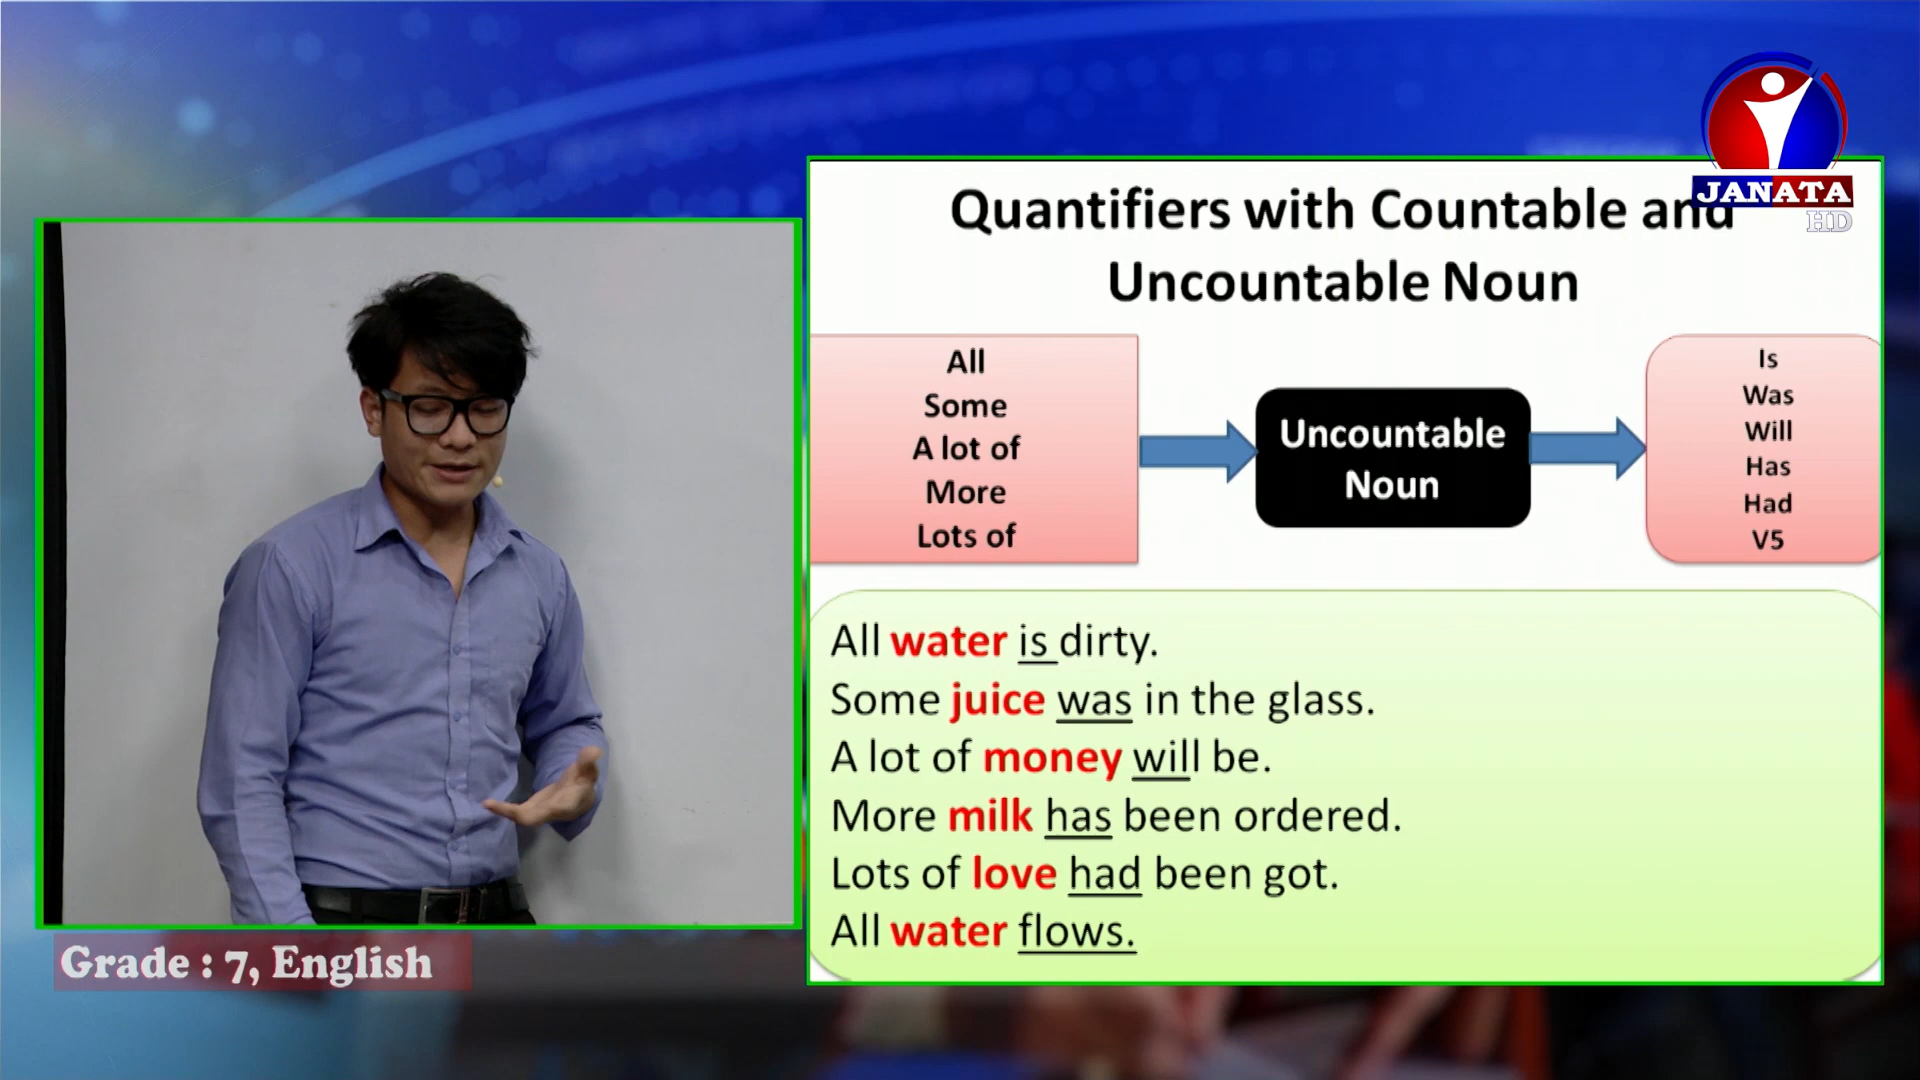 JANATA
HD
Quantifiers with Countable and
Uncountable Noun
All
Some
A lot of
More
Lots of
Uncountable
Noun
Is
Was
Will
Has
Had
V5
All water is dirty.
Some juice was in the glass.
A lot of money will be.
More milk has been ordered.
Lots of love had been got.
All water flows.
Grade : 7, English